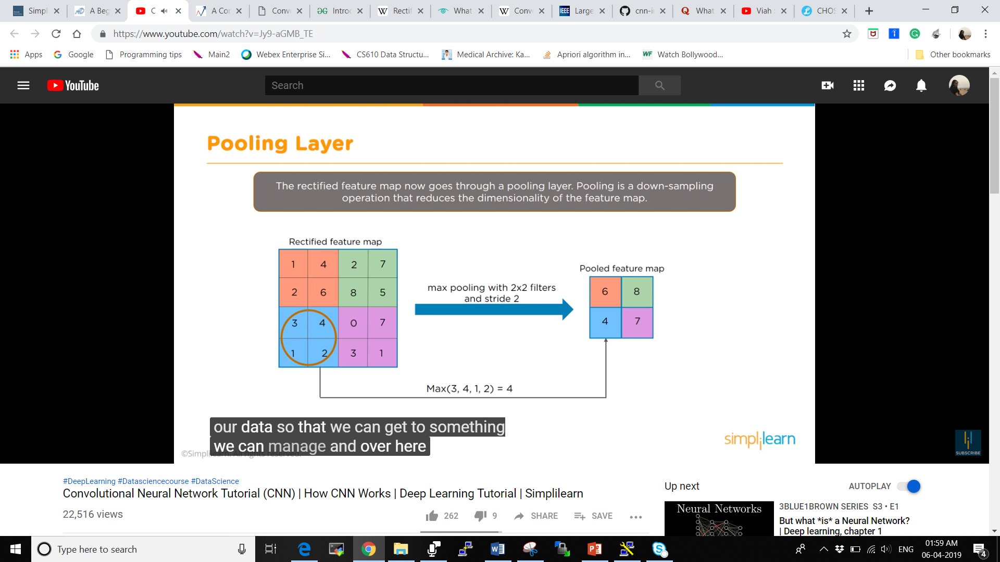 Simpl
A Beg
C
A Cor
Conv
Introd
Rectif
What
Conv
Large
cnn-i
What
Viah
CHOS
https://www.youtube.com/watch?v=Jy9-aGMB_TE
Apps
Google
Programming tips
Main2
Webex Enterprise Si...
CS610 Data Structu...
Medical Archive: Ka...
Apriori algorithm in...
WF Watch Bollywood...
Other bookmarks
YouTube
Search
Pooling Layer
The rectified feature map now goes through a pooling layer. Pooling is a down-sampling
operation that reduces the dimensionality of the feature map.
Rectified feature map
1 4 2 7
2 6 8 5
3 4 0 7
1 2 3 1
max pooling with 2x2 filters
and stride 2
Pooled feature map
6 8
4 7
Max(3, 4, 1, 2) = 4
our data so that we can get to something
we can manage and over here
©Simplilearn. All rights reserved.
simplilearn
SUBSCRIBE
#DeepLearning #Datasciencecourse #DataScience
Convolutional Neural Network Tutorial (CNN) | How CNN Works | Deep Learning Tutorial | Simplilearn
22,516 views
262
9
SHARE
SAVE
Up next
AUTOPLAY
Neural Networks
3BLUE1BROWN SERIES S3 • E1
But what *is* a Neural Network?
| Deep learning, chapter 1
Type here to search
ENG
01:59 AM
06-04-2019
4